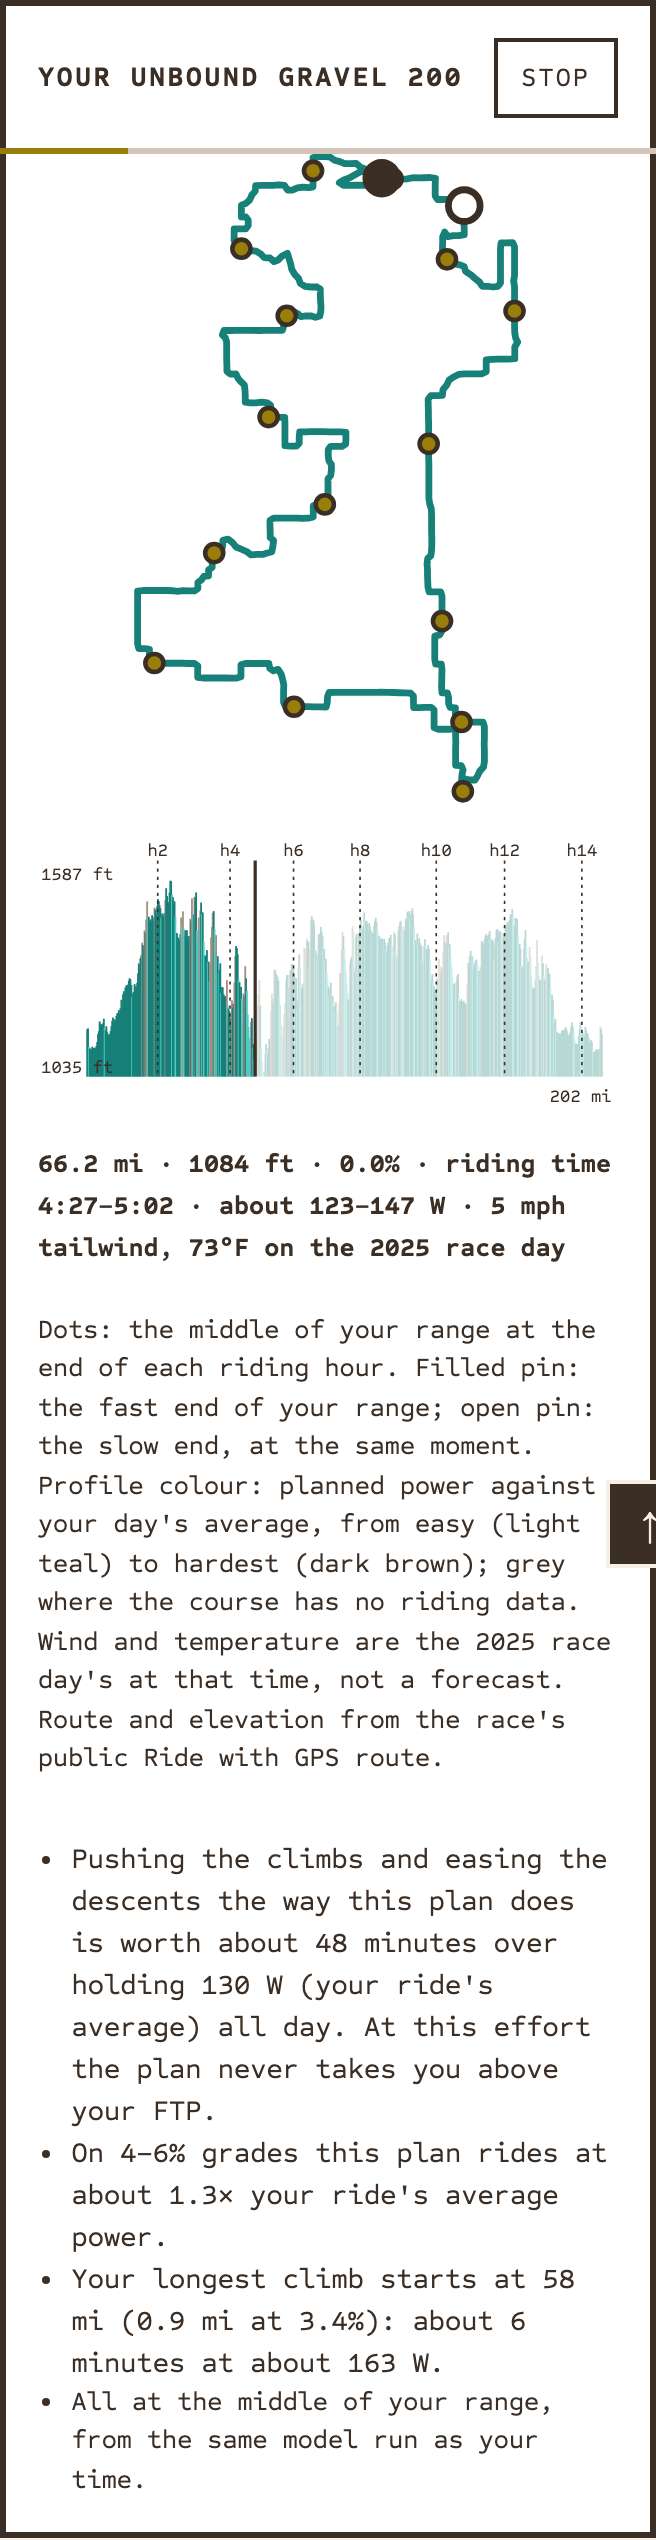 YOUR UNBOUND GRAVEL 200
STOP
h2 h4 h6 h8 h10 h12 h14
1587 ft
1035 ft
202 mi
66.2 mi · 1084 ft · 0.0% · riding time
4:27–5:02 · about 123–147 W · 5 mph
tailwind, 73°F on the 2025 race day
Dots: the middle of your range at the
end of each riding hour. Filled pin:
the fast end of your range; open pin:
the slow end, at the same moment.
Profile colour: planned power against
your day's average, from easy (light
↑
teal) to hardest (dark brown); grey
where the course has no riding data.
Wind and temperature are the 2025 race
day's at that time, not a forecast.
Route and elevation from the race's
public Ride with GPS route.
• Pushing the climbs and easing the
descents the way this plan does
is worth about 48 minutes over
holding 130 W (your ride's
average) all day. At this effort
the plan never takes you above
your FTP.
• On 4–6% grades this plan rides at
about 1.3× your ride's average
power.
• Your longest climb starts at 58
mi (0.9 mi at 3.4%): about 6
minutes at about 163 W.
• All at the middle of your range,
from the same model run as your
time.